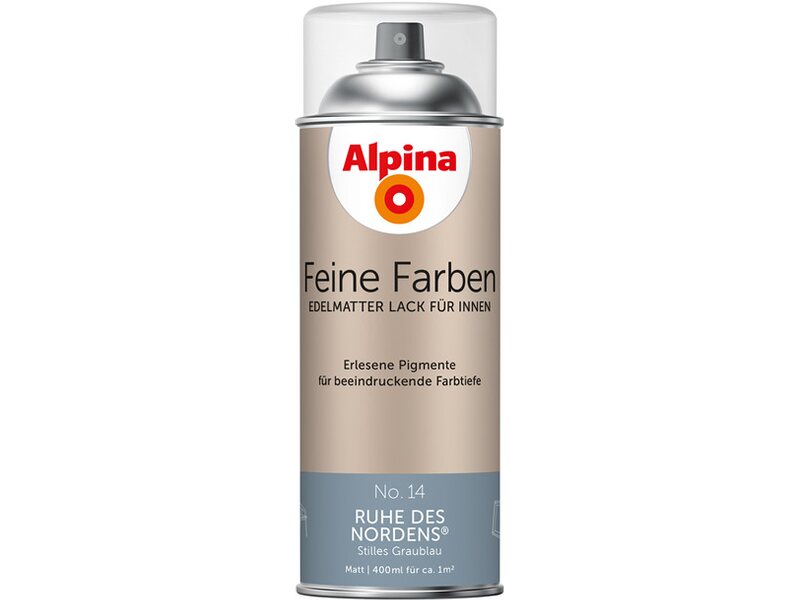 Alpina
Feine Farben
EDELMATTER LACK FÜR INNEN
Erlesene Pigmente
für beeindruckende Farbtiefe
No. 14
RUHE DES
NORDENS®
Stilles Graublau
Matt | 400ml für ca. 1m²